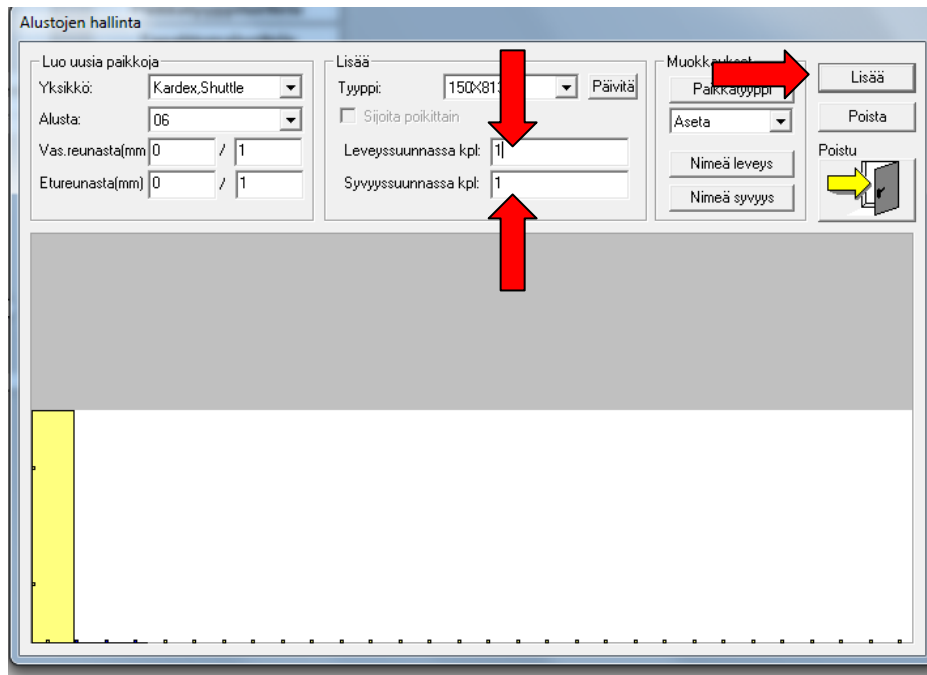 Alustojen hallinta
Luo uusia paikkoja
Yksikkö: Kardex,Shuttle
Alusta: 06
Vas.reunasta(mm 0 / 1
Etureunasta(mm) 0 / 1
Lisää
Tyyppi: Päivitä
Sijoita poikittain
Leveyssuunnassa kpl: 1
Syvyyssuunnassa kpl: 1
Paikkatyyppi
Aseta
Nimeä leveys
Nimeä syvyys
Lisää
Poista
Poistu